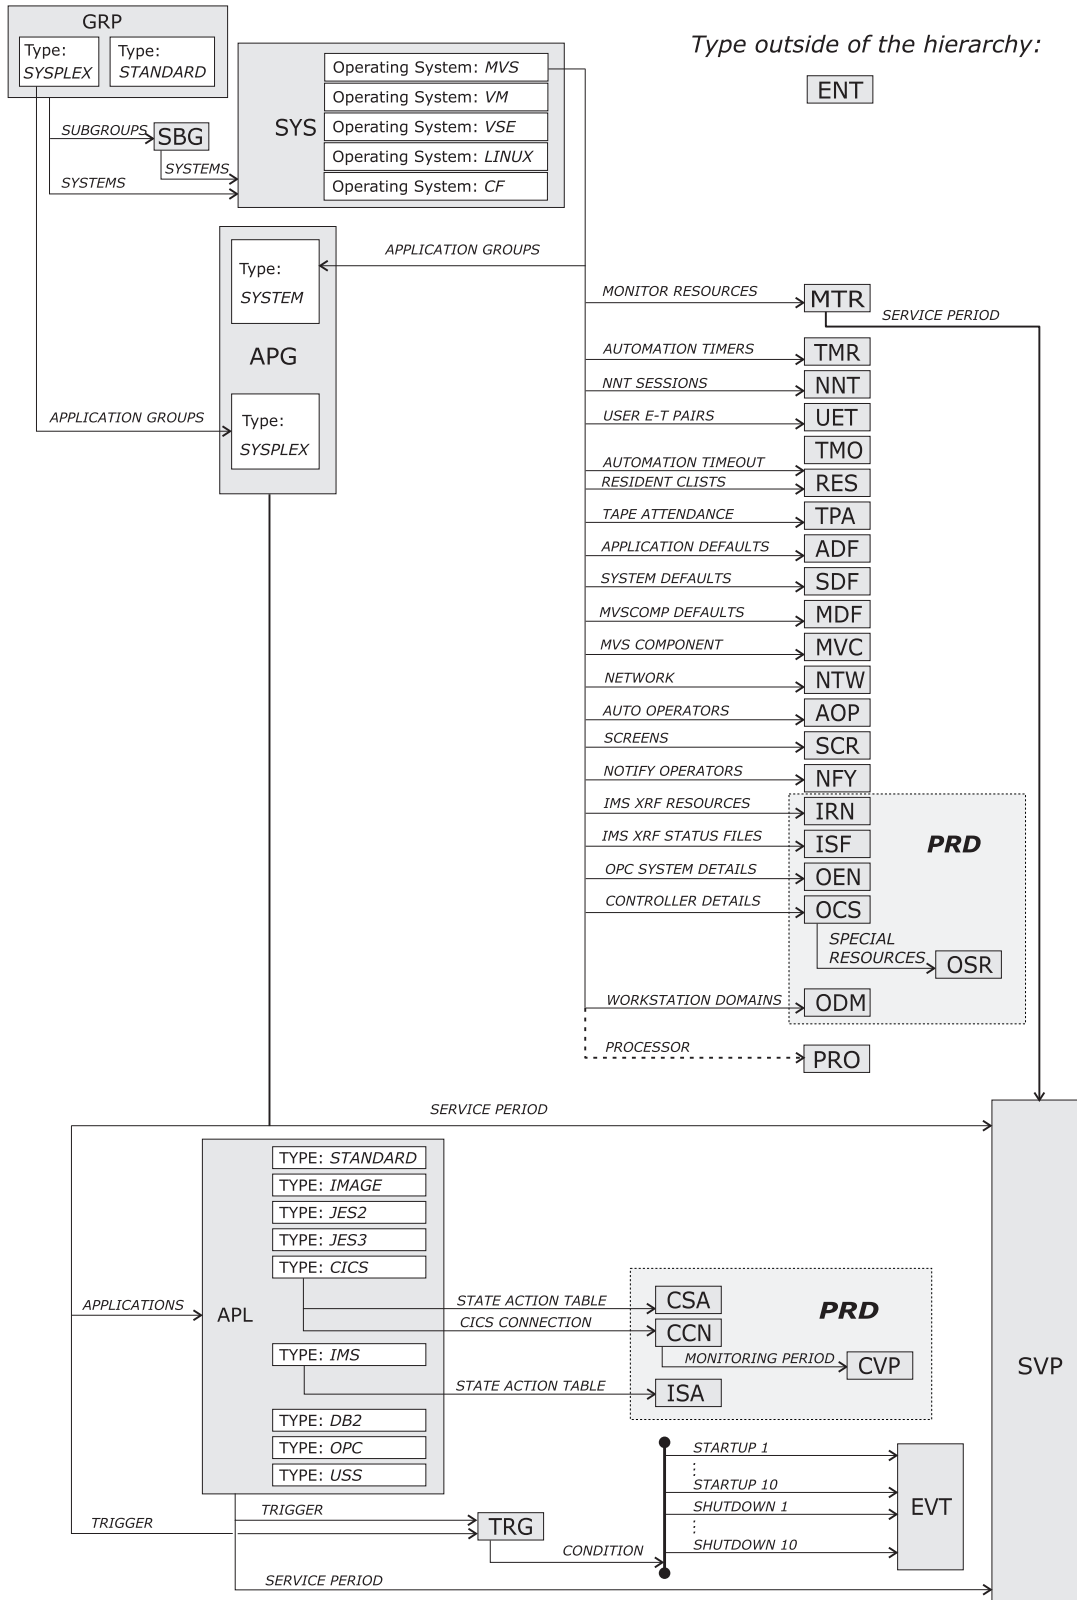 GRP
Type:
SYSPLEX
Type:
STANDARD
Type outside of the hierarchy:
ENT
SYS
Operating System: MVS
Operating System: VM
Operating System: VSE
Operating System: LINUX
Operating System: CF
SUBGROUPS
SBG
SYSTEMS
SYSTEMS
APPLICATION GROUPS
Type:
SYSTEM
APG
Type:
SYSPLEX
APPLICATION GROUPS
MONITOR RESOURCES
MTR
SERVICE PERIOD
AUTOMATION TIMERS
TMR
NNT SESSIONS
NNT
USER E-T PAIRS
UET
TMO
AUTOMATION TIMEOUT
RESIDENT CLISTS
RES
TAPE ATTENDANCE
TPA
APPLICATION DEFAULTS
ADF
SYSTEM DEFAULTS
SDF
MVSCOMP DEFAULTS
MDF
MVS COMPONENT
MVC
NETWORK
NTW
AUTO OPERATORS
AOP
SCREENS
SCR
NOTIFY OPERATORS
NFY
IMS XRF RESOURCES
IRN
IMS XRF STATUS FILES
ISF
PRD
OPC SYSTEM DETAILS
OEN
CONTROLLER DETAILS
OCS
SPECIAL
RESOURCES
OSR
WORKSTATION DOMAINS
ODM
PROCESSOR
PRO
SERVICE PERIOD
TYPE: STANDARD
TYPE: IMAGE
TYPE: JES2
TYPE: JES3
TYPE: CICS
APPLICATIONS
APL
STATE ACTION TABLE
CSA
PRD
CICS CONNECTION
CCN
TYPE: IMS
MONITORING PERIOD
CVP
SVP
STATE ACTION TABLE
ISA
TYPE: DB2
TYPE: OPC
TYPE: USS
STARTUP 1
STARTUP 10
SHUTDOWN 1
SHUTDOWN 10
EVT
TRIGGER
TRIGGER
TRG
CONDITION
SERVICE PERIOD